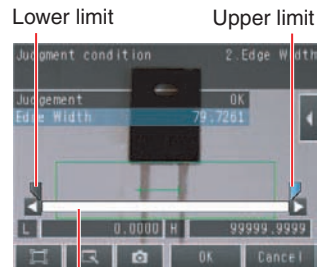 Lower limit Upper limit
Judgment condition 2.Edge Width
Judgement OK
Edge Width 79.7261
L 0.0000 H 99999.9999
OK Cancel